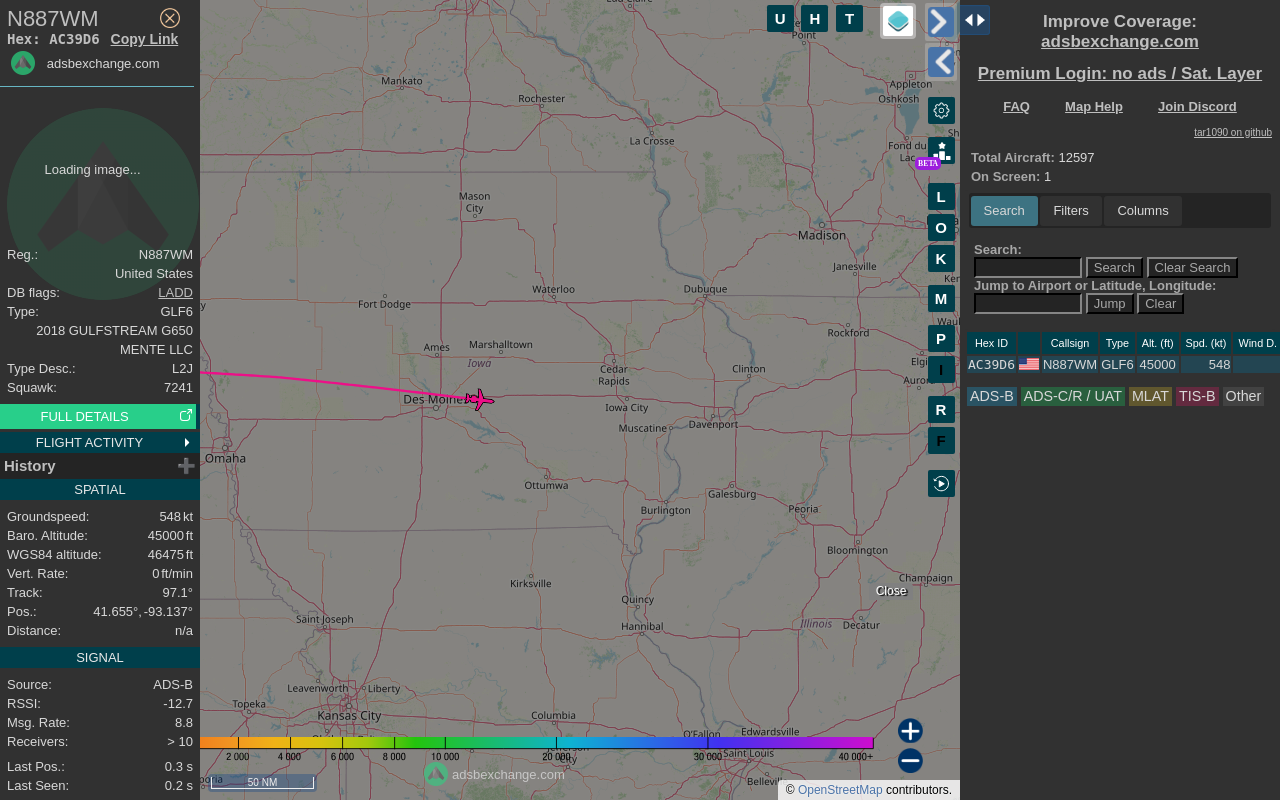 N887WM
Hex: AC39D6 Copy Link
adsbexchange.com
Loading image...
Reg.: N887WM
United States
DB flags: LADD
Type: GLF6
2018 GULFSTREAM G650
MENTE LLC
Type Desc.: L2J
Squawk: 7241
FULL DETAILS
FLIGHT ACTIVITY
History
SPATIAL
Groundspeed: 548 kt
Baro. Altitude: 45000 ft
WGS84 altitude: 46475 ft
Vert. Rate: 0 ft/min
Track: 97.1°
Pos.: 41.655°, -93.137°
Distance: n/a
SIGNAL
Source: ADS-B
RSSI: -12.7
Msg. Rate: 8.8
Receivers: > 10
Last Pos.: 0.3 s
Last Seen: 0.2 s
U H T
Point
Mankato
Rochester
Appleton
Oshkosh
La Crosse
Fond du
Lac
BETA
Mason
City
Madison
Janesville
Waterloo
Dubuque
Fort Dodge
Rockford
Ames
Marshalltown
Iowa
Cedar
Rapids
Clinton
Des Moines
Iowa City
Muscatine
Davenport
Omaha
Ottumwa
Galesburg
Burlington
Peoria
Bloomington
Kirksville
Champaign
Close
Quincy
Saint Joseph
Hannibal
Illinois
Decatur
Leavenworth
Liberty
Topeka
Kansas City
Columbia
O'Fallon
Edwardsville
Saint Louis
City
Belleville
L
O
K
M
P
I
R
F
2 000 4 000 6 000 8 000 10 000 20 000 30 000 40 000+
50 NM
adsbexchange.com
© OpenStreetMap contributors.
Improve Coverage:
adsbexchange.com
Premium Login: no ads / Sat. Layer
FAQ Map Help Join Discord
tar1090 on github
Total Aircraft: 12597
On Screen: 1
Search Filters Columns
Search:
Search Clear Search
Jump to Airport or Latitude, Longitude:
Jump Clear
Hex ID Callsign Type Alt. (ft) Spd. (kt) Wind D.
AC39D6 N887WM GLF6 45000 548
ADS-B ADS-C/R / UAT MLAT TIS-B Other